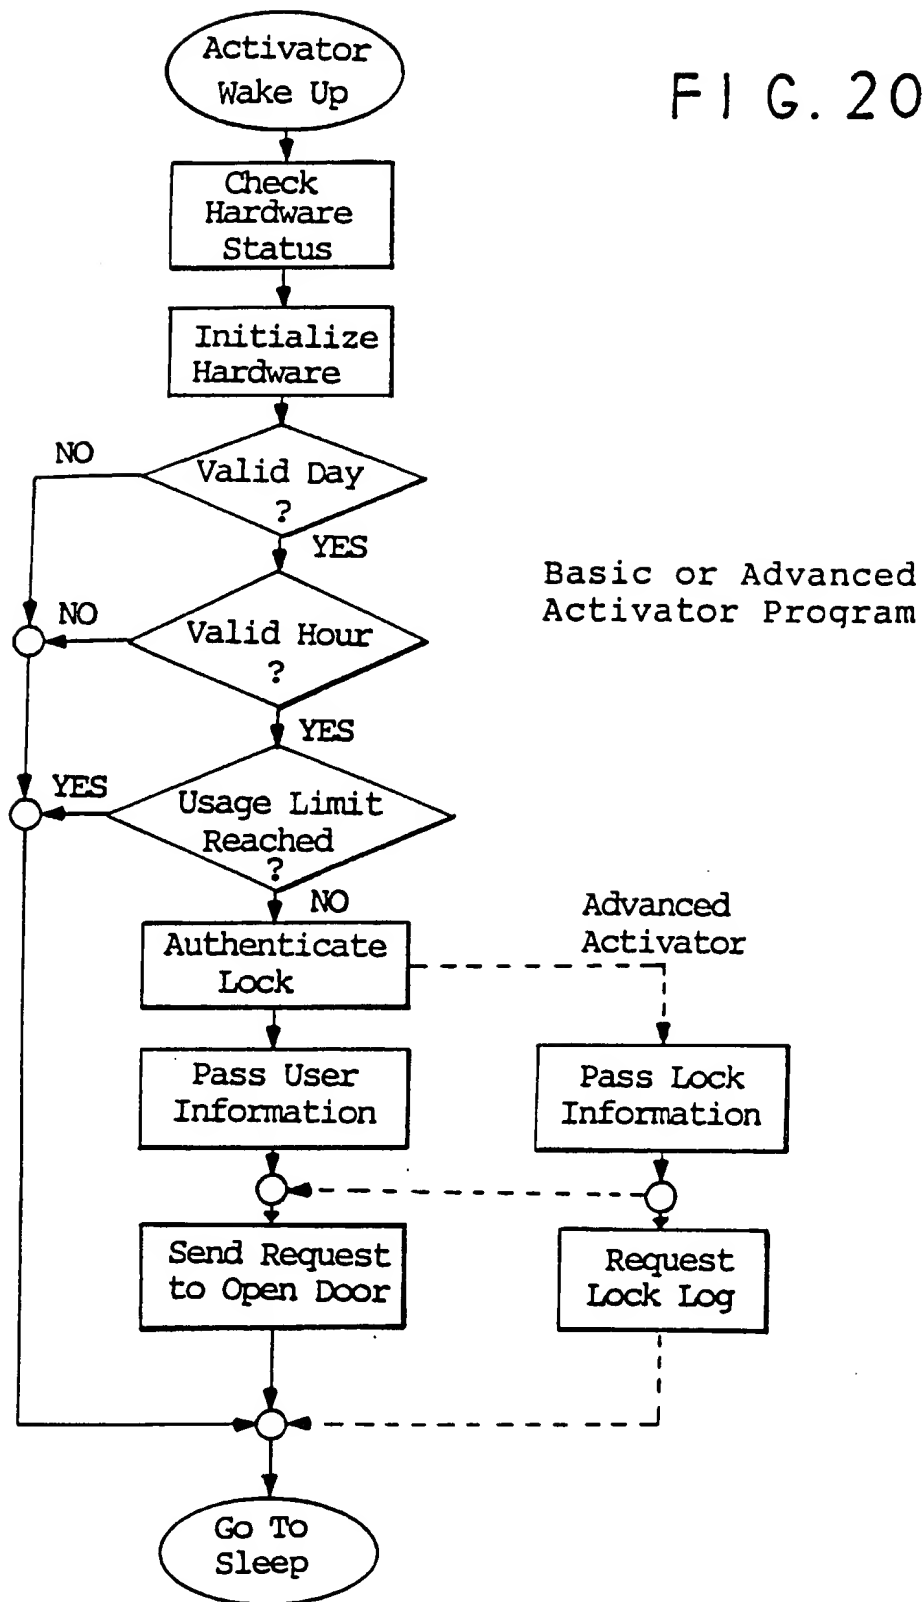 Activator
Wake Up
FIG. 20
Check
Hardware
Status
Initialize
Hardware
NO
Valid Day
?
YES
Basic or Advanced
Activator Program
NO
Valid Hour
?
YES
YES
Usage Limit
Reached
?
NO
Advanced
Activator
Authenticate
Lock
Pass User
Information
Pass Lock
Information
Send Request
to Open Door
Request
Lock Log
Go To
Sleep